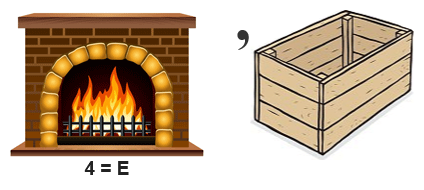 ,
4 = E